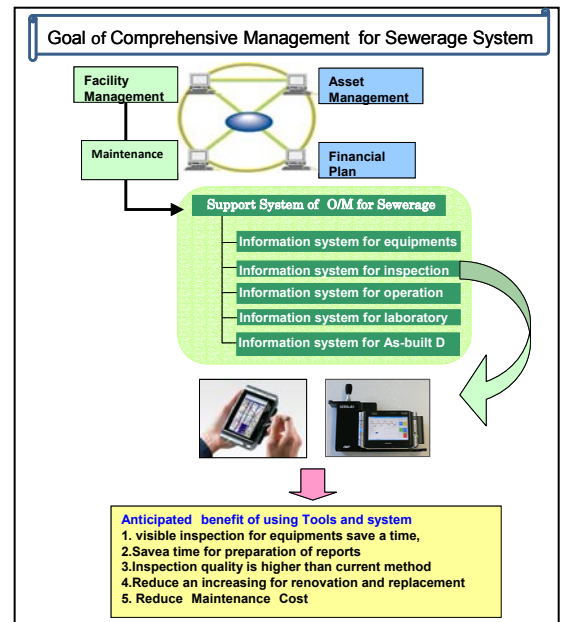 Goal of Comprehensive Management for Sewerage System
Facility
Management
Asset
Management
Maintenance
Financial
Plan
Support System of O/M for Sewerage
Information system for equipments
Information system for inspection
Information system for operation
Information system for laboratory
Information system for As-built D
Anticipated benefit of using Tools and system
1. visible inspection for equipments save a time,
2.Savea time for preparation of reports
3.Inspection quality is higher than current method
4.Reduce an increasing for renovation and replacement
5. Reduce Maintenance Cost